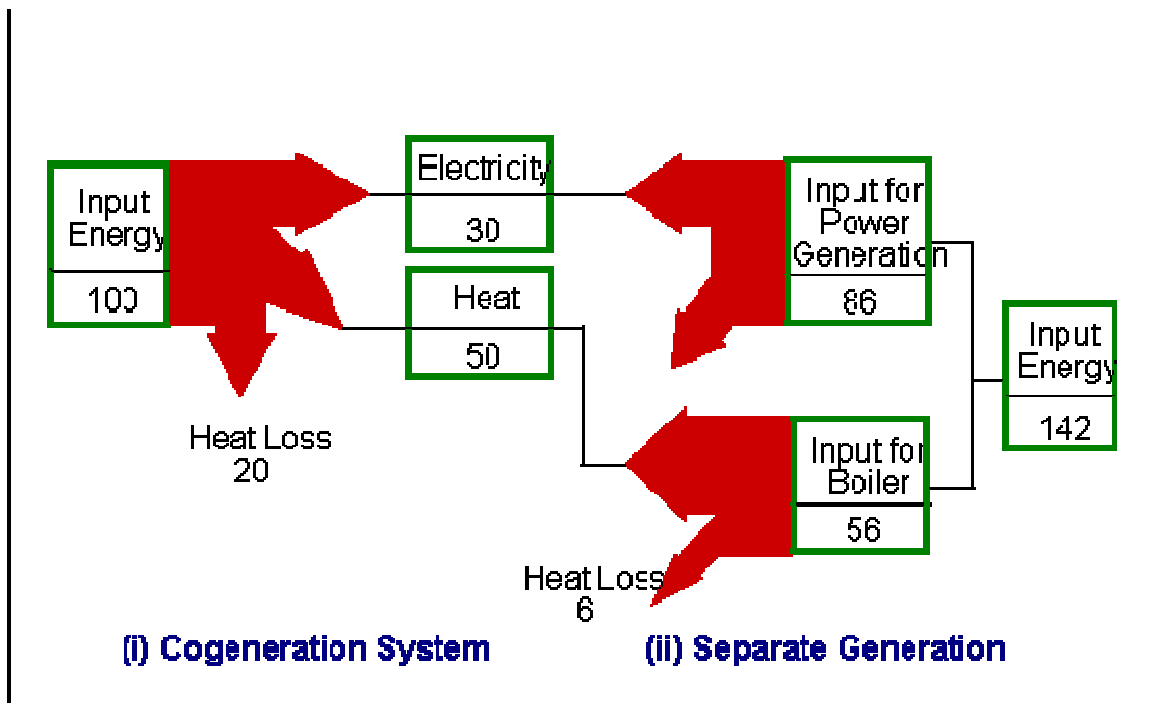 Electricity
30
Input
Energy
100
Heat
50
Heat Loss
20
Input for
Power
Generation
86
Input
Energy
142
Input for
Boiler
56
Heat Loss
6
(i) Cogeneration System
(ii) Separate Generation